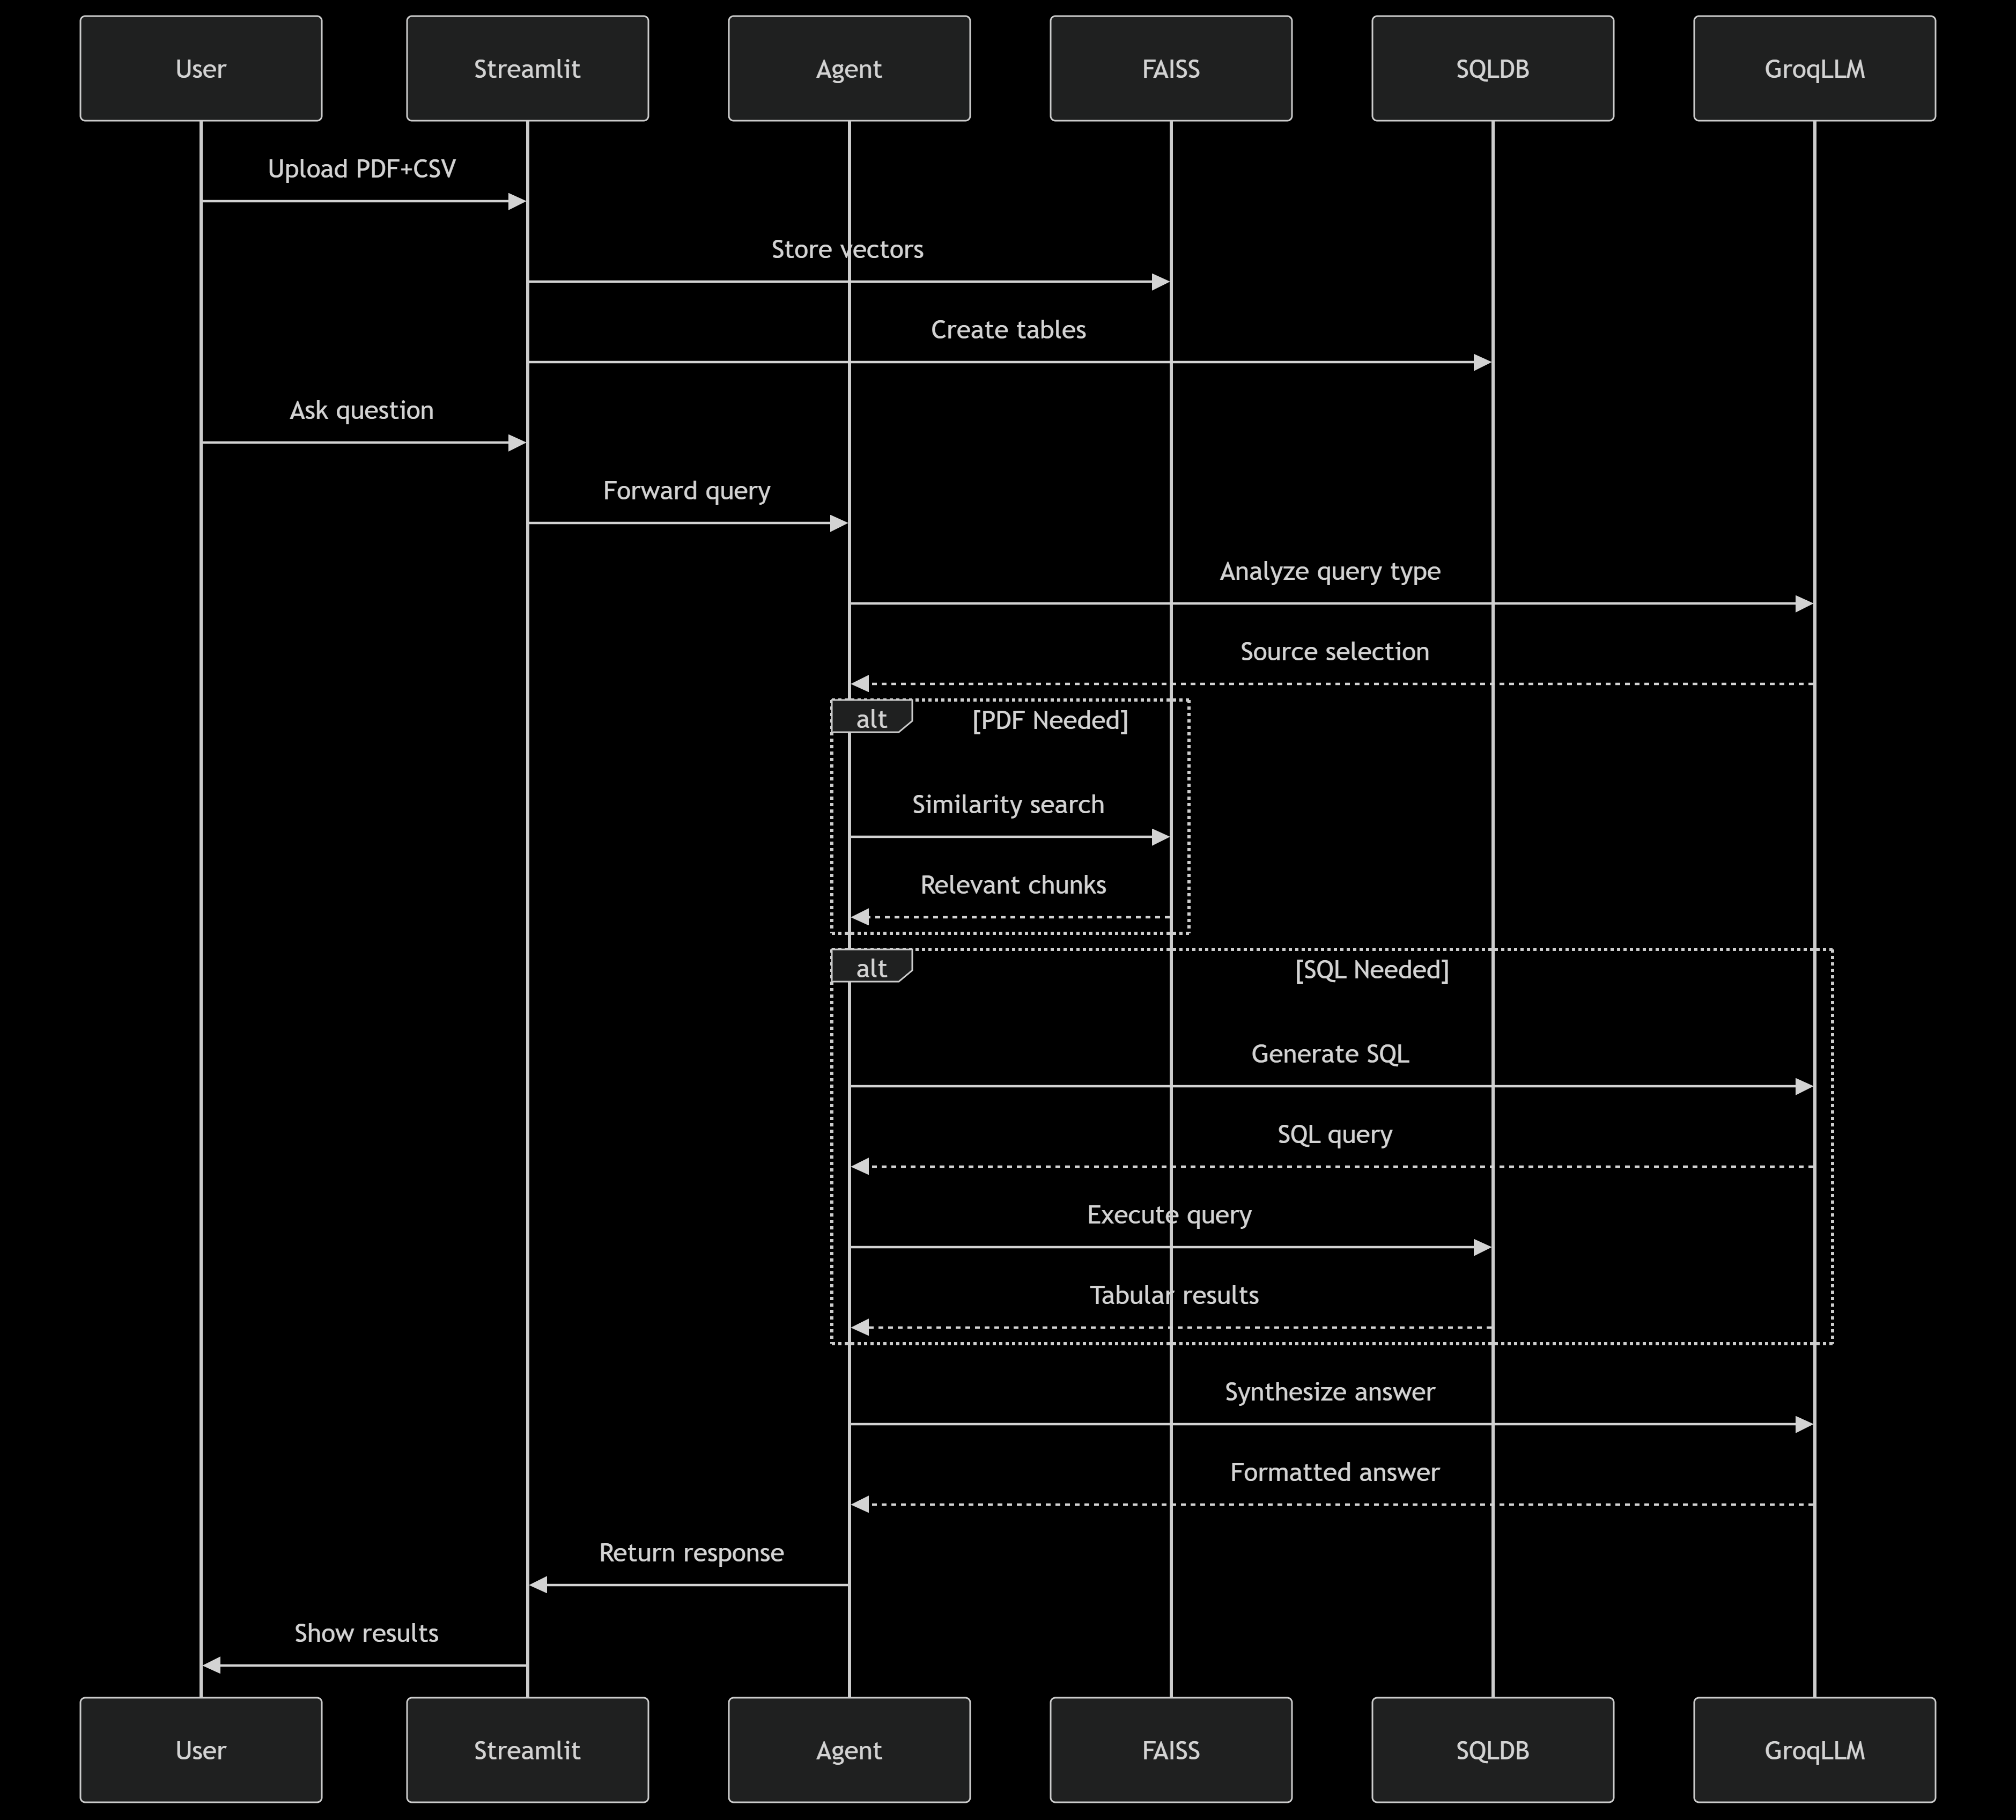 User
Streamlit
Agent
FAISS
SQLDB
GroqLLM
Upload PDF+CSV
Store vectors
Create tables
Ask question
Forward query
Analyze query type
Source selection
alt
[PDF Needed]
Similarity search
Relevant chunks
alt
[SQL Needed]
Generate SQL
SQL query
Execute query
Tabular results
Synthesize answer
Formatted answer
Return response
Show results
User
Streamlit
Agent
FAISS
SQLDB
GroqLLM